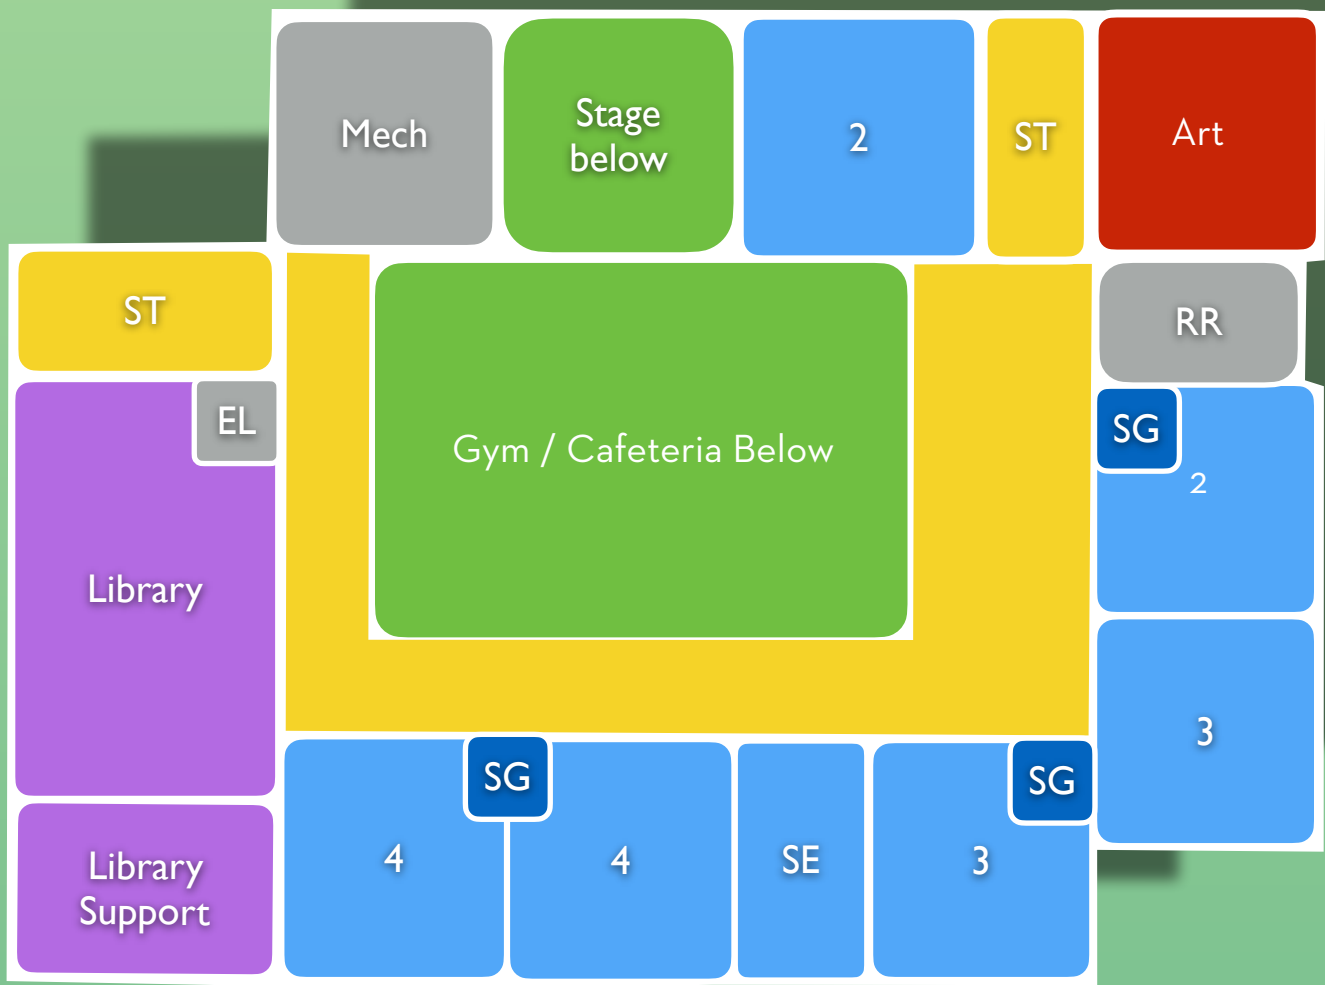 Mech
Stage
below
2
ST
Art
ST
RR
EL
SG
Gym / Cafeteria Below
2
Library
3
SG
SG
4
4
SE
3
Library
Support